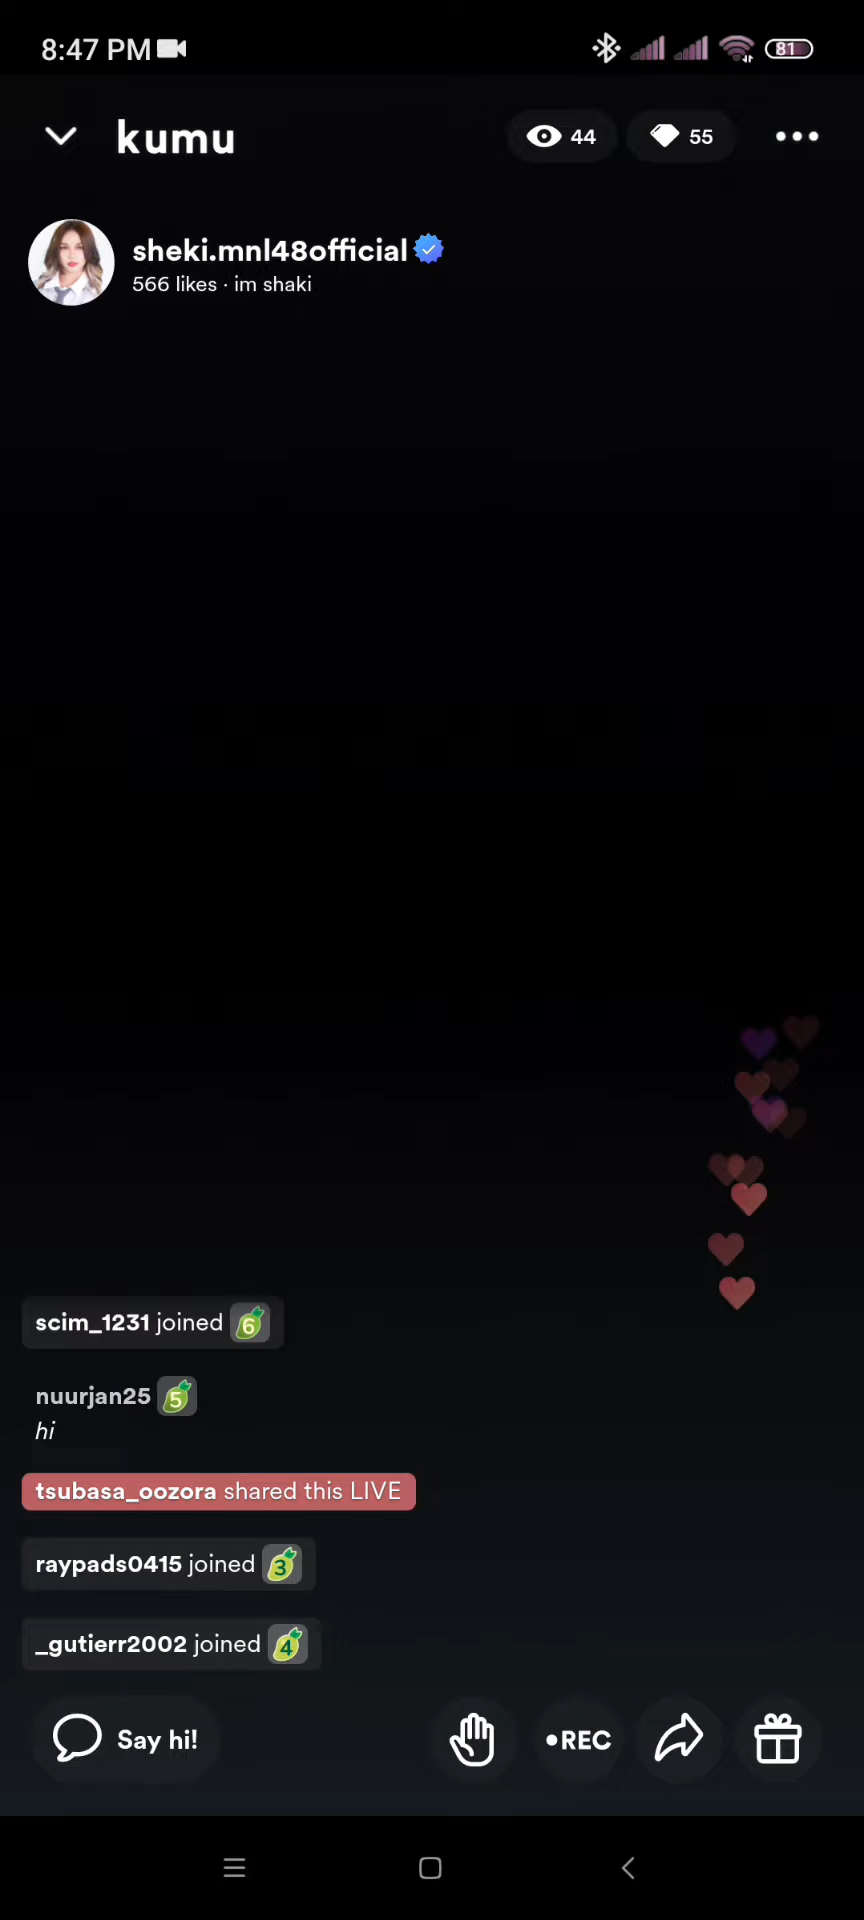 8:47 PM
81
kumu
44
55
sheki.mnl48official
566 likes · im shaki
scim_1231 joined 6
nuurjan25 5
hi
tsubasa_oozora shared this LIVE
raypads0415 joined 3
_gutierr2002 joined 4
Say hi!
•REC